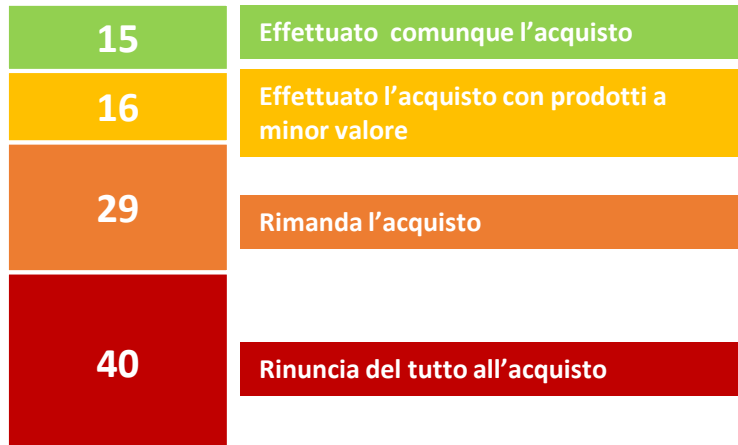 15
Effettuato comunque l’acquisto
16
Effettuato l’acquisto con prodotti a
minor valore
29
Rimanda l’acquisto
40
Rinuncia del tutto all’acquisto